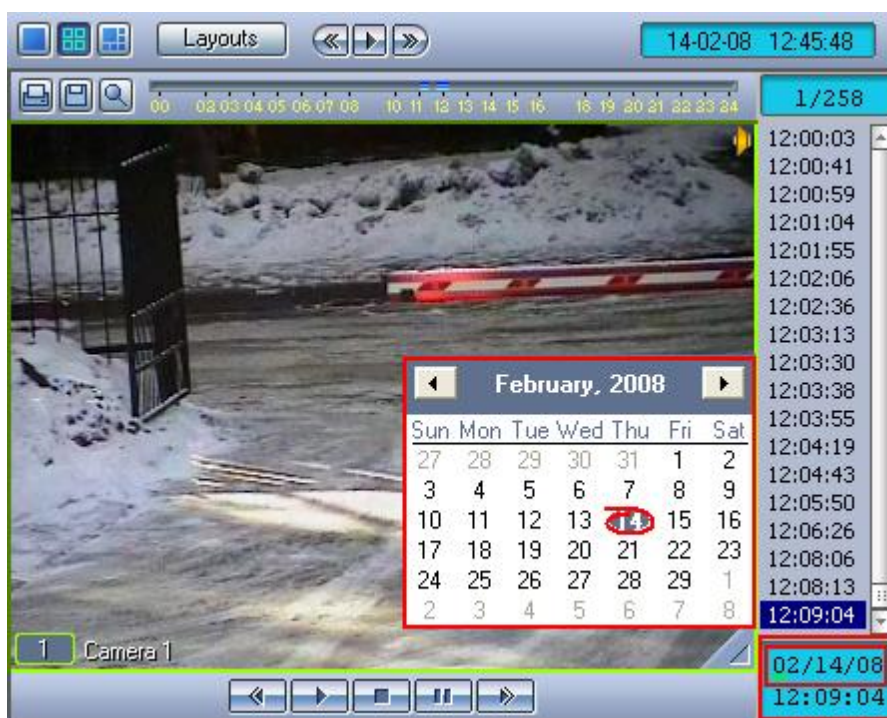 Layouts
14-02-08 12:45:48
00 02 03 04 05 06 07 08 10 11 12 13 14 15 16 18 19 20 21 22 23 24
1/258
12:00:03
12:00:41
12:00:59
12:01:04
12:01:55
12:02:06
12:02:36
12:03:13
12:03:30
12:03:38
12:03:55
12:04:19
12:04:43
12:05:50
12:06:26
12:08:06
12:08:13
12:09:04
February, 2008
Sun Mon Tue Wed Thu Fri Sat
27 28 29 30 31 1 2
3 4 5 6 7 8 9
10 11 12 13 14 15 16
17 18 19 20 21 22 23
24 25 26 27 28 29 1
2 3 4 5 6 7 8
1 Camera 1
02/14/08
12:09:04